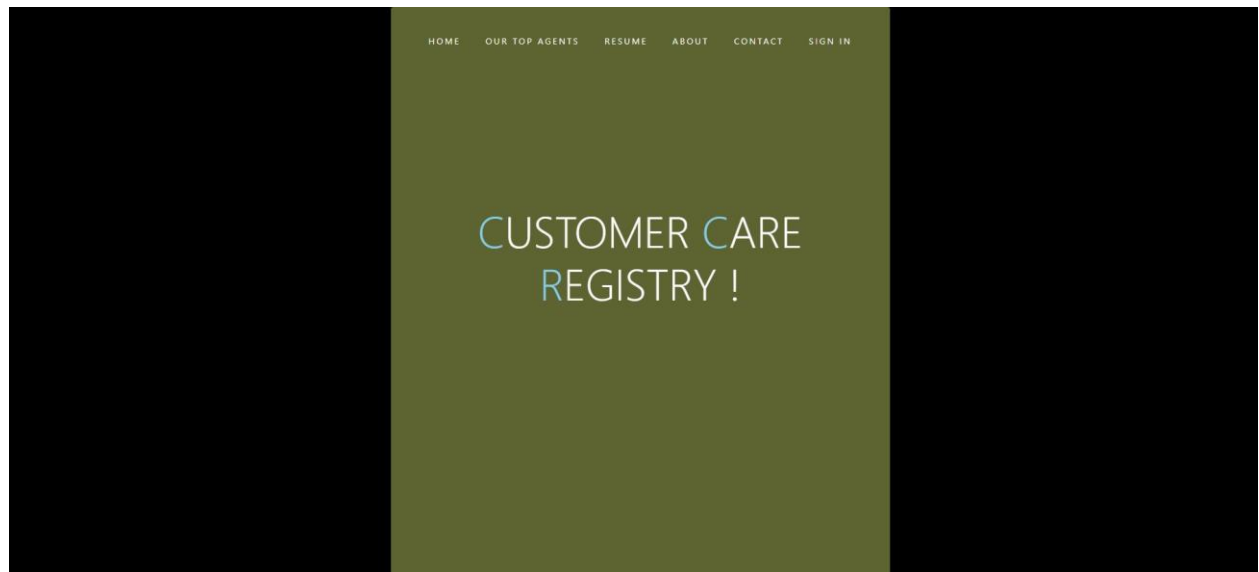 HOME OUR TOP AGENTS RESUME ABOUT CONTACT SIGN IN
CUSTOMER CARE
REGISTRY !